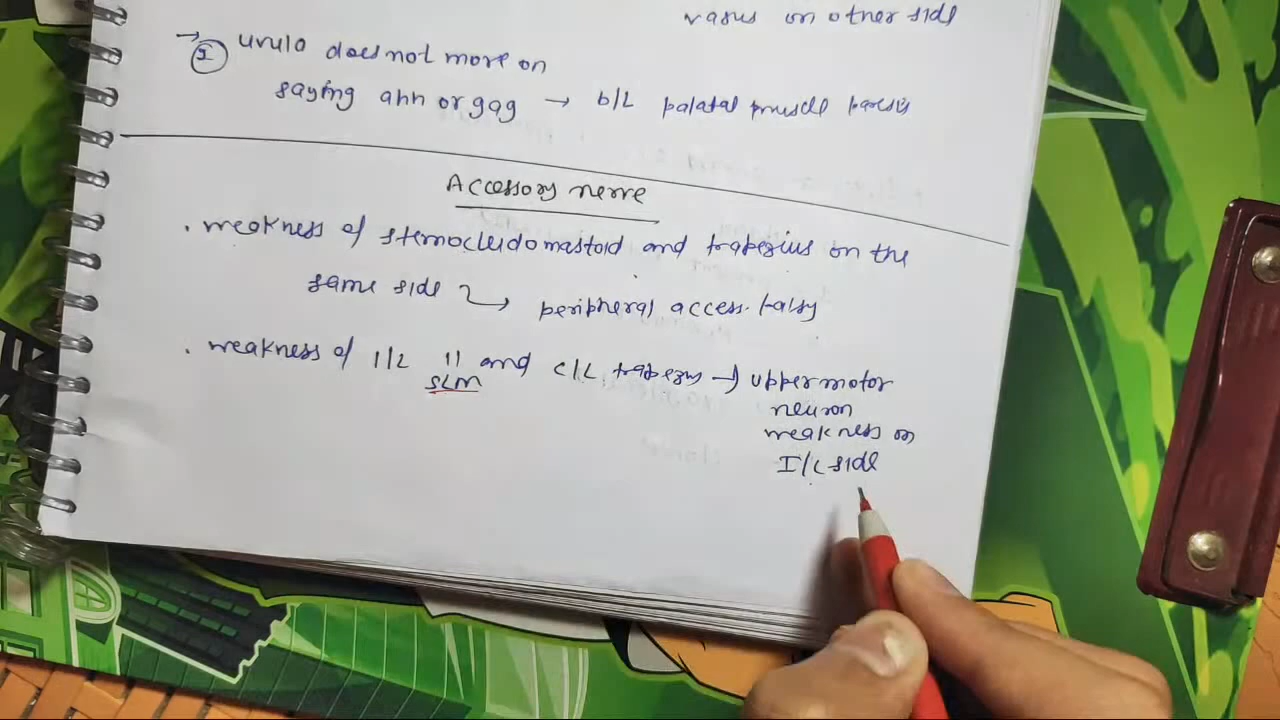 vagus on other side
→ I uvula does not move on
saying ahh or gag → b/L palatal muscle paresis
Accessory nerve
. weakness of sternocleidomastoid and trapezius on the
same side → peripheral access. palsy
. weakness of I/L 11 and C/L trapezius → upper motor
SCM
neuron
weakness on
I/L side